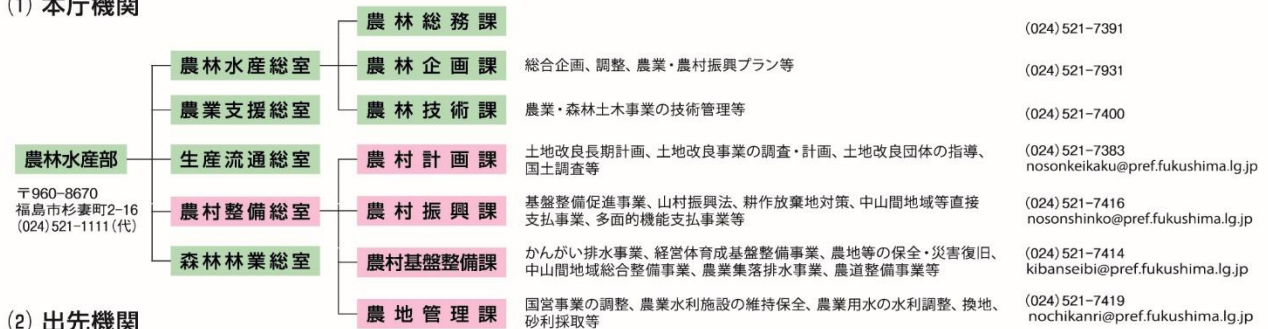 (1) 本庁機関
農林水産部
〒960-8670
福島市杉妻町2-16
(024)521-1111(代)
農林水産総室
農業支援総室
生産流通総室
農村整備総室
森林林業総室
農林総務課
(024)521-7391
農林企画課
総合企画、調整、農業・農村振興プラン等
(024)521-7931
農林技術課
農業・森林土木事業の技術管理等
(024)521-7400
農村計画課
土地改良長期計画、土地改良事業の調査・計画、土地改良団体の指導、
国土調査等
(024)521-7383
nosonkeikaku@pref.fukushima.lg.jp
農村振興課
基盤整備促進事業、山村振興法、耕作放棄地対策、中山間地域等直接
支払事業、多面的機能支払事業等
(024)521-7416
nosonshinko@pref.fukushima.lg.jp
農村基盤整備課
かんがい排水事業、経営体育成基盤整備事業、農地等の保全・災害復旧、
中山間地域総合整備事業、農業集落排水事業、農道整備事業等
(024)521-7414
kibanseibi@pref.fukushima.lg.jp
農地管理課
国営事業の調整、農業水利施設の維持保全、農業用水の水利調整、換地、
砂利採取等
(024)521-7419
nochikanri@pref.fukushima.lg.jp
(2) 出先機関